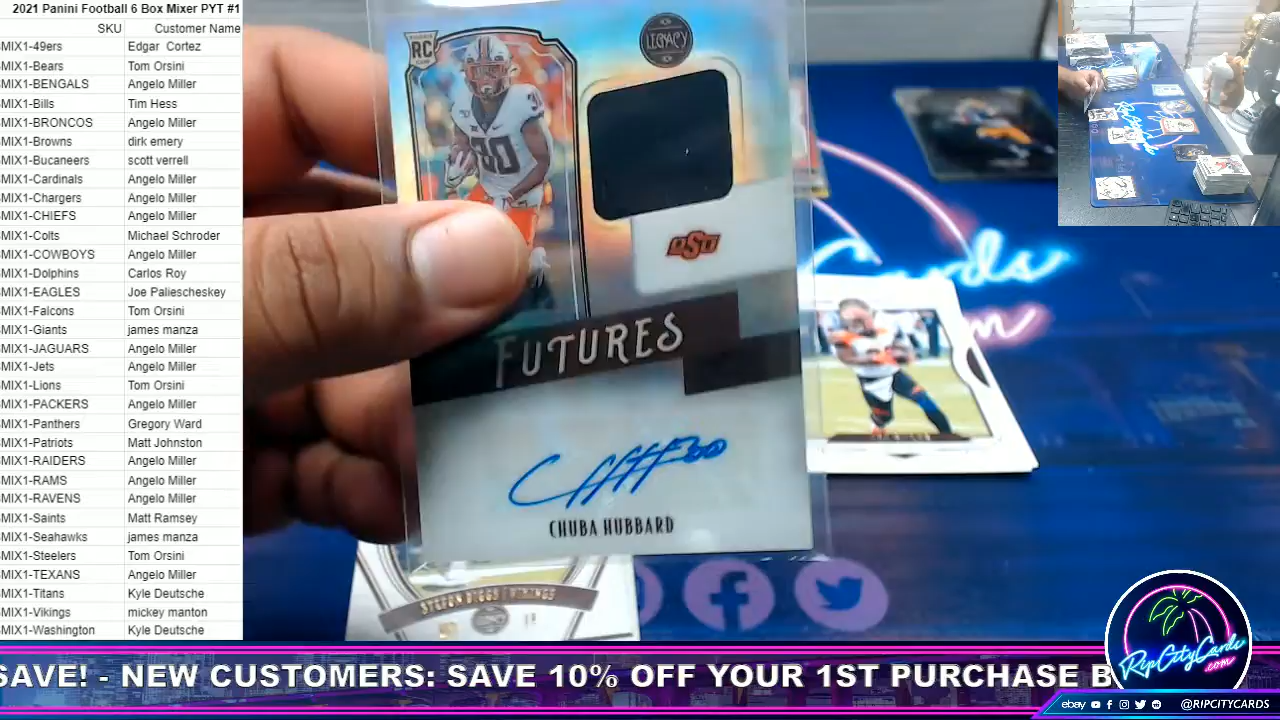 2021 Panini Football 6 Box Mixer PYT #1
SKU Customer Name
MIX1-49ers Edgar Cortez
MIX1-Bears Tom Orsini
MIX1-BENGALS Angelo Miller
MIX1-Bills Tim Hess
MIX1-BRONCOS Angelo Miller
MIX1-Browns dirk emery
MIX1-Bucaneers scott verrell
MIX1-Cardinals Angelo Miller
MIX1-Chargers Angelo Miller
MIX1-CHIEFS Angelo Miller
MIX1-Colts Michael Schroder
MIX1-COWBOYS Angelo Miller
MIX1-Dolphins Carlos Roy
MIX1-EAGLES Joe Paliescheskey
MIX1-Falcons Tom Orsini
MIX1-Giants james manza
MIX1-JAGUARS Angelo Miller
MIX1-Jets Angelo Miller
MIX1-Lions Tom Orsini
MIX1-PACKERS Angelo Miller
MIX1-Panthers Gregory Ward
MIX1-Patriots Matt Johnston
MIX1-RAIDERS Angelo Miller
MIX1-RAMS Angelo Miller
MIX1-RAVENS Angelo Miller
MIX1-Saints Matt Ramsey
MIX1-Seahawks james manza
MIX1-Steelers Tom Orsini
MIX1-TEXANS Angelo Miller
MIX1-Titans Kyle Deutsche
MIX1-Vikings mickey manton
MIX1-Washington Kyle Deutsche
RC
LEGACY
30
OSU
FUTURES
CHUBA HUBBARD
Cards
STEFON DIGGS | VIKINGS
SAVE! - NEW CUSTOMERS: SAVE 10% OFF YOUR 1ST PURCHASE B
RipCityCards
.com
ebay @RIPCITYCARDS